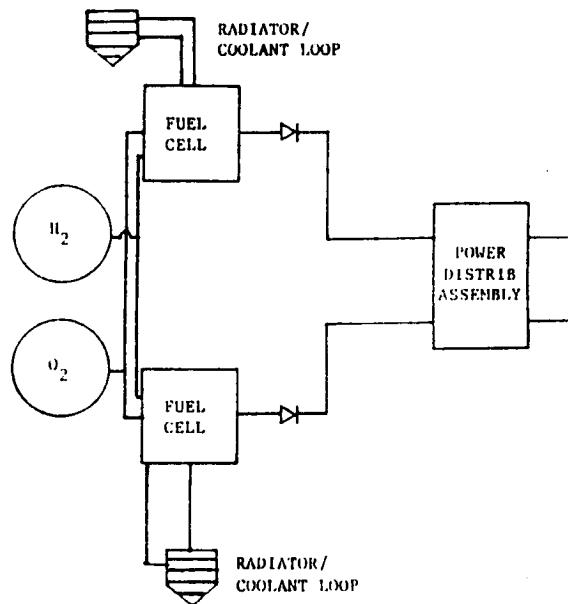 RADIATOR/
COOLANT LOOP
FUEL
CELL
H2
POWER
DISTRIB
ASSEMBLY
O2
FUEL
CELL
RADIATOR/
COOLANT LOOP